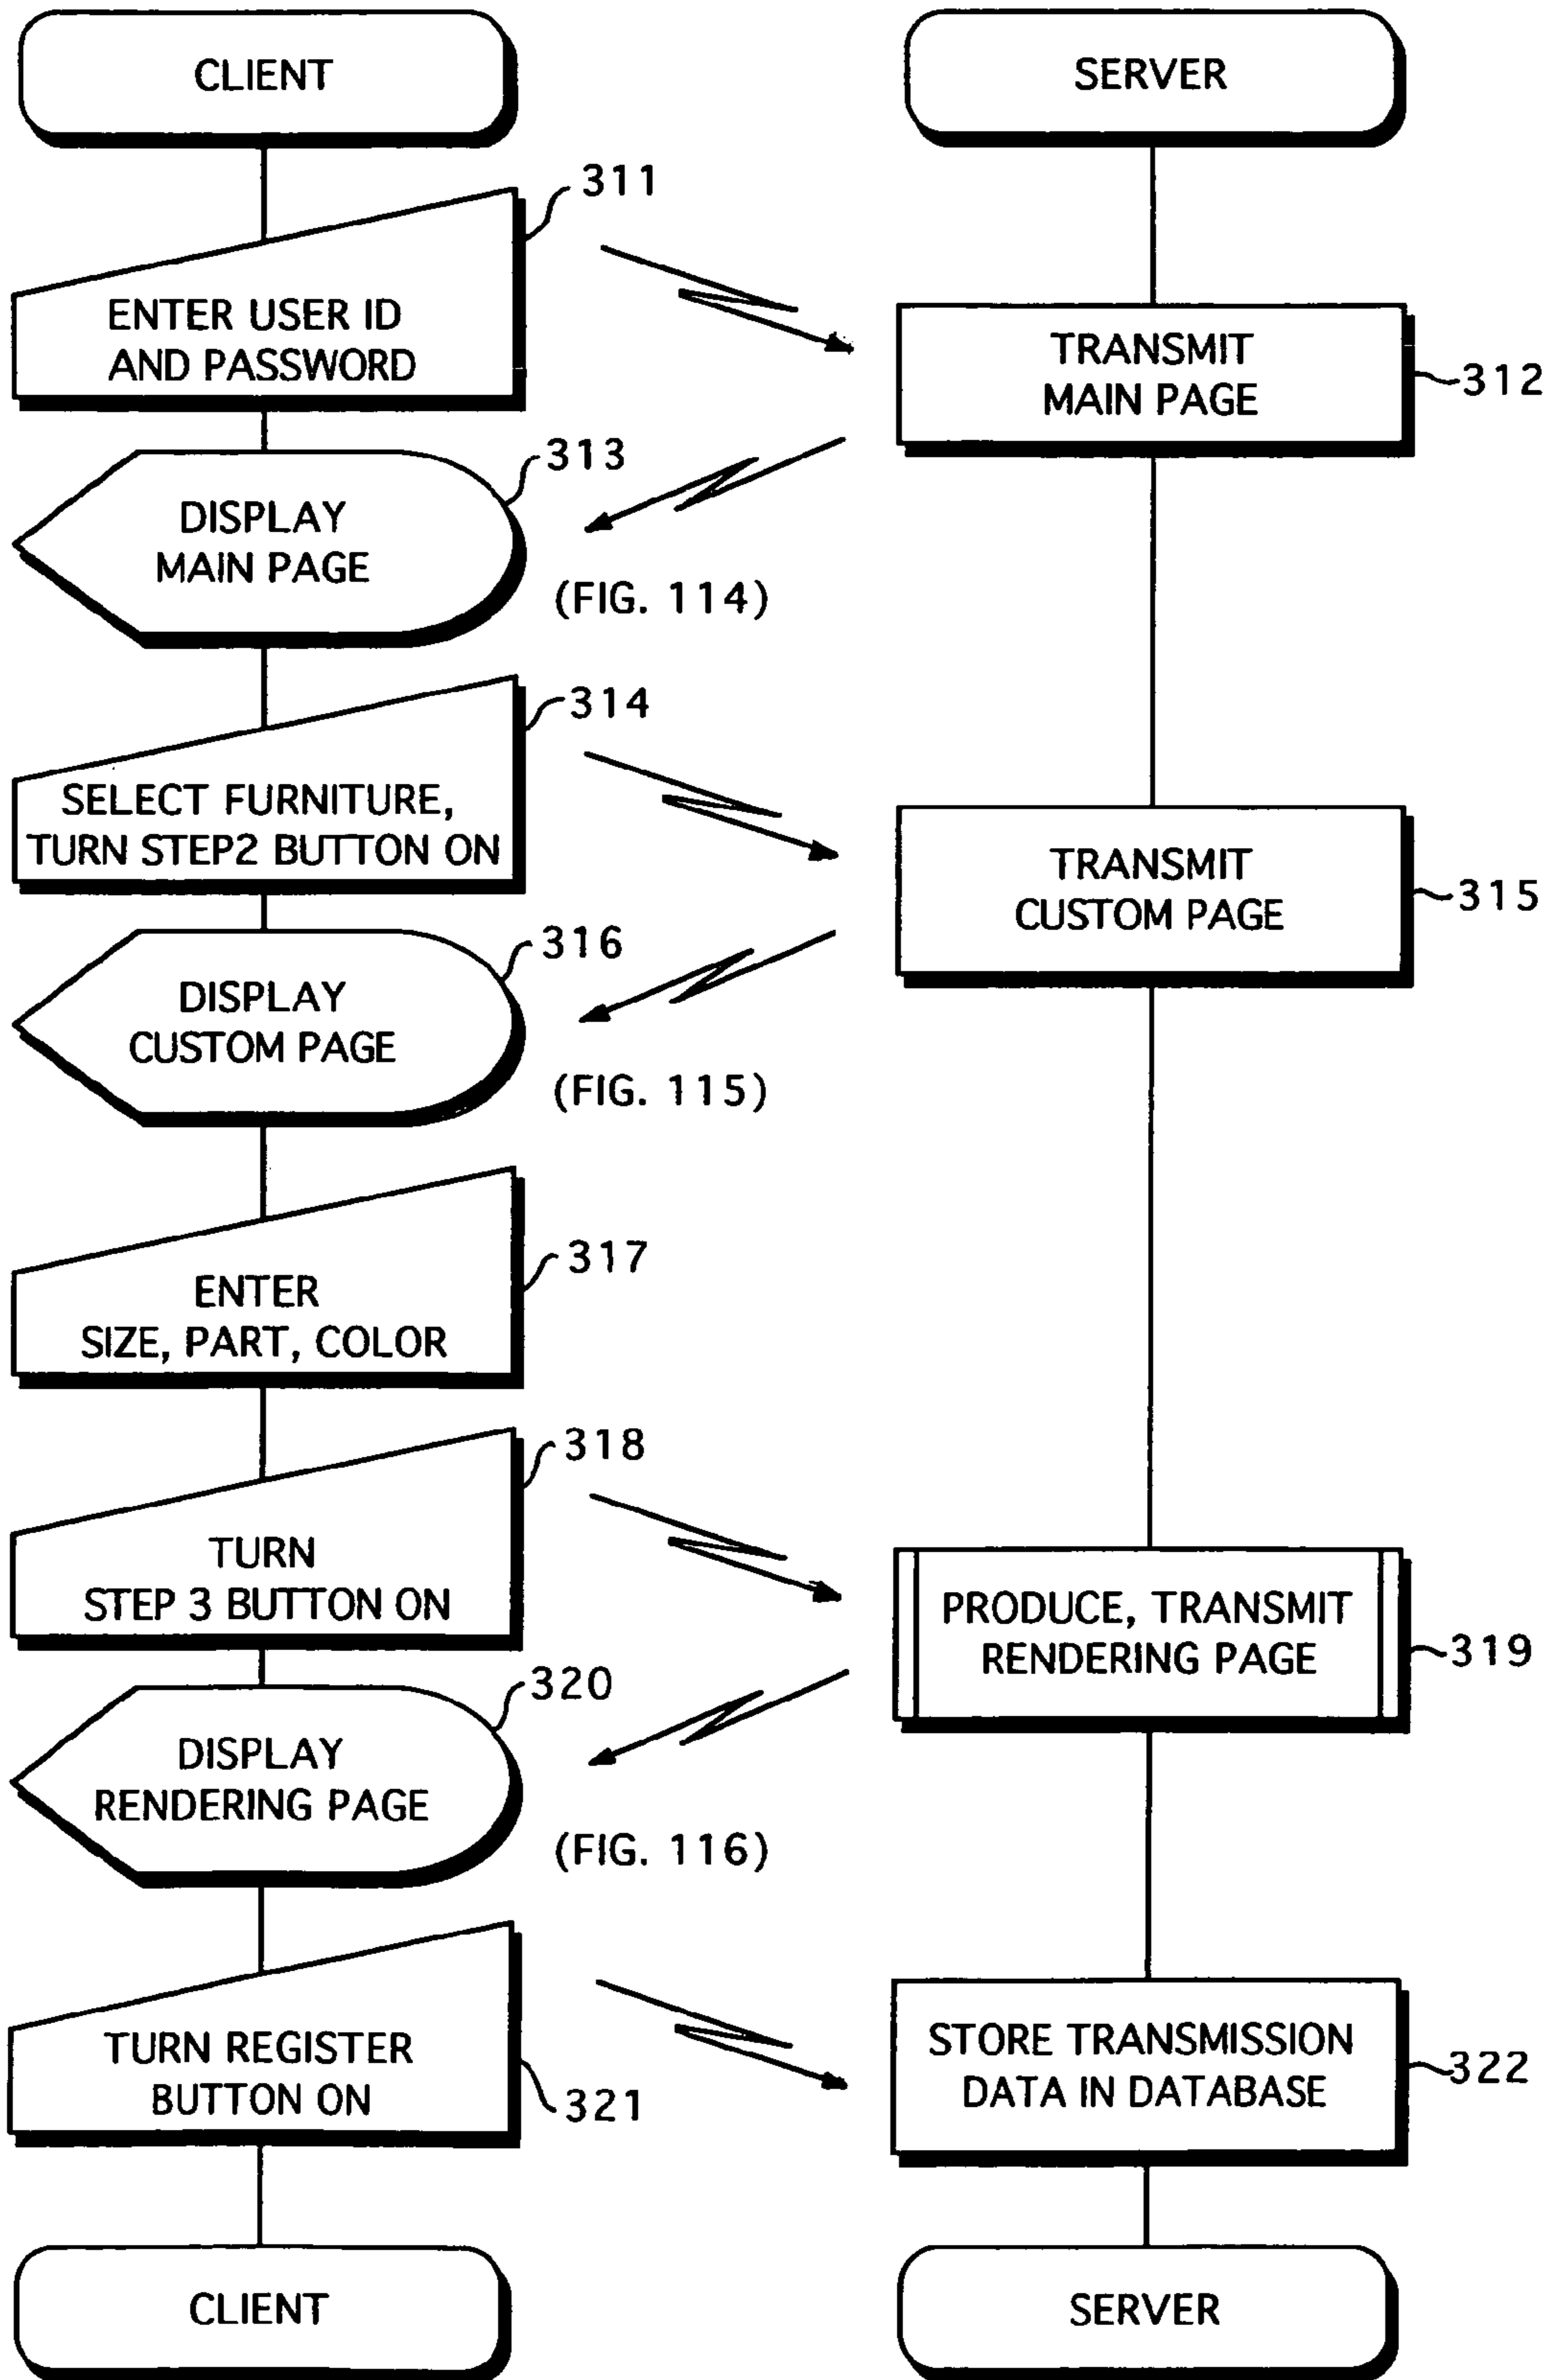 CLIENT
SERVER
311
ENTER USER ID
AND PASSWORD
TRANSMIT
MAIN PAGE
312
313
DISPLAY
MAIN PAGE
(FIG. 114)
314
SELECT FURNITURE,
TURN STEP2 BUTTON ON
TRANSMIT
CUSTOM PAGE
315
316
DISPLAY
CUSTOM PAGE
(FIG. 115)
317
ENTER
SIZE, PART, COLOR
318
TURN
STEP 3 BUTTON ON
PRODUCE, TRANSMIT
RENDERING PAGE
319
320
DISPLAY
RENDERING PAGE
(FIG. 116)
TURN REGISTER
BUTTON ON
321
STORE TRANSMISSION
DATA IN DATABASE
322
CLIENT
SERVER